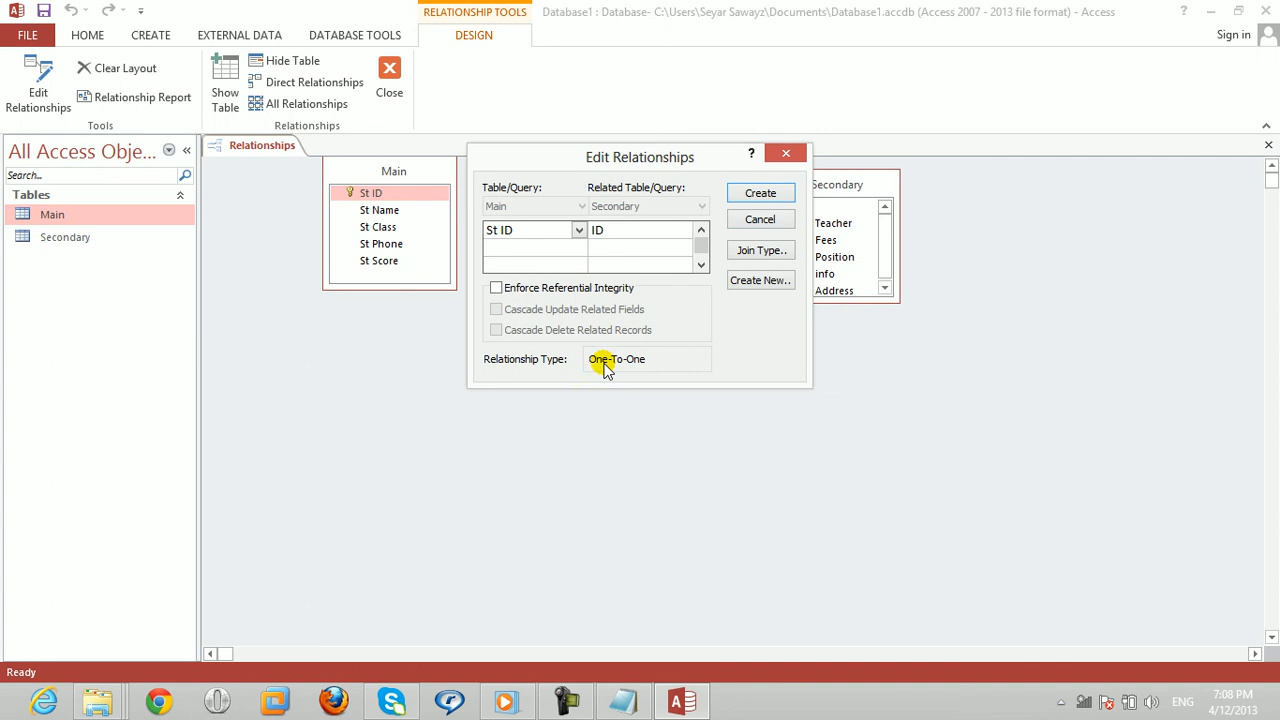 RELATIONSHIP TOOLS
Database1 : Database- C:\Users\Seyar Sawayz\Documents\Database1.accdb (Access 2007 - 2013 file format) - Access
?
FILE
HOME
CREATE
EXTERNAL DATA
DATABASE TOOLS
DESIGN
Sign in
Edit
Relationships
Clear Layout
Relationship Report
Tools
Show
Table
Hide Table
Direct Relationships
All Relationships
Relationships
Close
All Access Obje...
Search...
Tables
Main
Secondary
Relationships
Main
St ID
St Name
St Class
St Phone
St Score
Edit Relationships
?
Table/Query:
Related Table/Query:
Main
Secondary
St ID
ID
Create
Cancel
Join Type..
Create New..
Enforce Referential Integrity
Cascade Update Related Fields
Cascade Delete Related Records
Relationship Type:
One-To-One
Secondary
Teacher
Fees
Position
info
Address
Ready
ENG
7:08 PM
4/12/2013